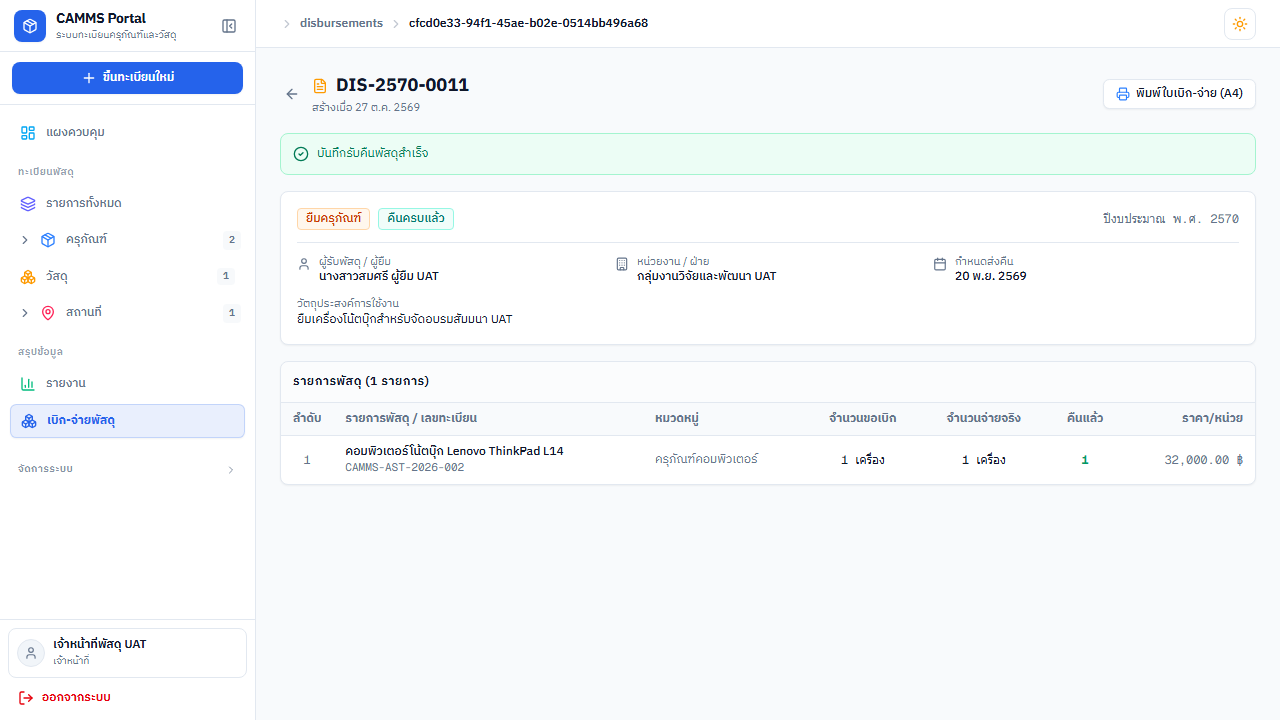 CAMMS Portal
ระบบทะเบียนครุภัณฑ์และวัสดุ
ขึ้นทะเบียนใหม่
แผงควบคุม
ทะเบียนพัสดุ
รายการทั้งหมด
ครุภัณฑ์ 2
วัสดุ 1
สถานที่ 1
สรุปข้อมูล
รายงาน
เบิก-จ่ายพัสดุ
จัดการระบบ
เจ้าหน้าที่พัสดุ UAT
เจ้าหน้าที่
ออกจากระบบ
disbursements cfcd0e33-94f1-45ae-b02e-0514bb496a68
DIS-2570-0011
สร้างเมื่อ 27 ต.ค. 2569
พิมพ์ใบเบิก-จ่าย (A4)
บันทึกรับคืนพัสดุสำเร็จ
ยืมครุภัณฑ์ คืนครบแล้ว ปีงบประมาณ พ.ศ. 2570
ผู้รับพัสดุ / ผู้ยืม
นางสาวสมศรี ผู้ยืม UAT
หน่วยงาน / ฝ่าย
กลุ่มงานวิจัยและพัฒนา UAT
กำหนดส่งคืน
20 พ.ย. 2569
วัตถุประสงค์การใช้งาน
ยืมเครื่องโน้ตบุ๊กสำหรับจัดอบรมสัมมนา UAT
รายการพัสดุ (1 รายการ)
ลำดับ รายการพัสดุ / เลขทะเบียน หมวดหมู่ จำนวนขอเบิก จำนวนจ่ายจริง คืนแล้ว ราคา/หน่วย
1 คอมพิวเตอร์โน้ตบุ๊ก Lenovo ThinkPad L14 ครุภัณฑ์คอมพิวเตอร์ 1 เครื่อง 1 เครื่อง 1 32,000.00 ฿
CAMMS-AST-2026-002